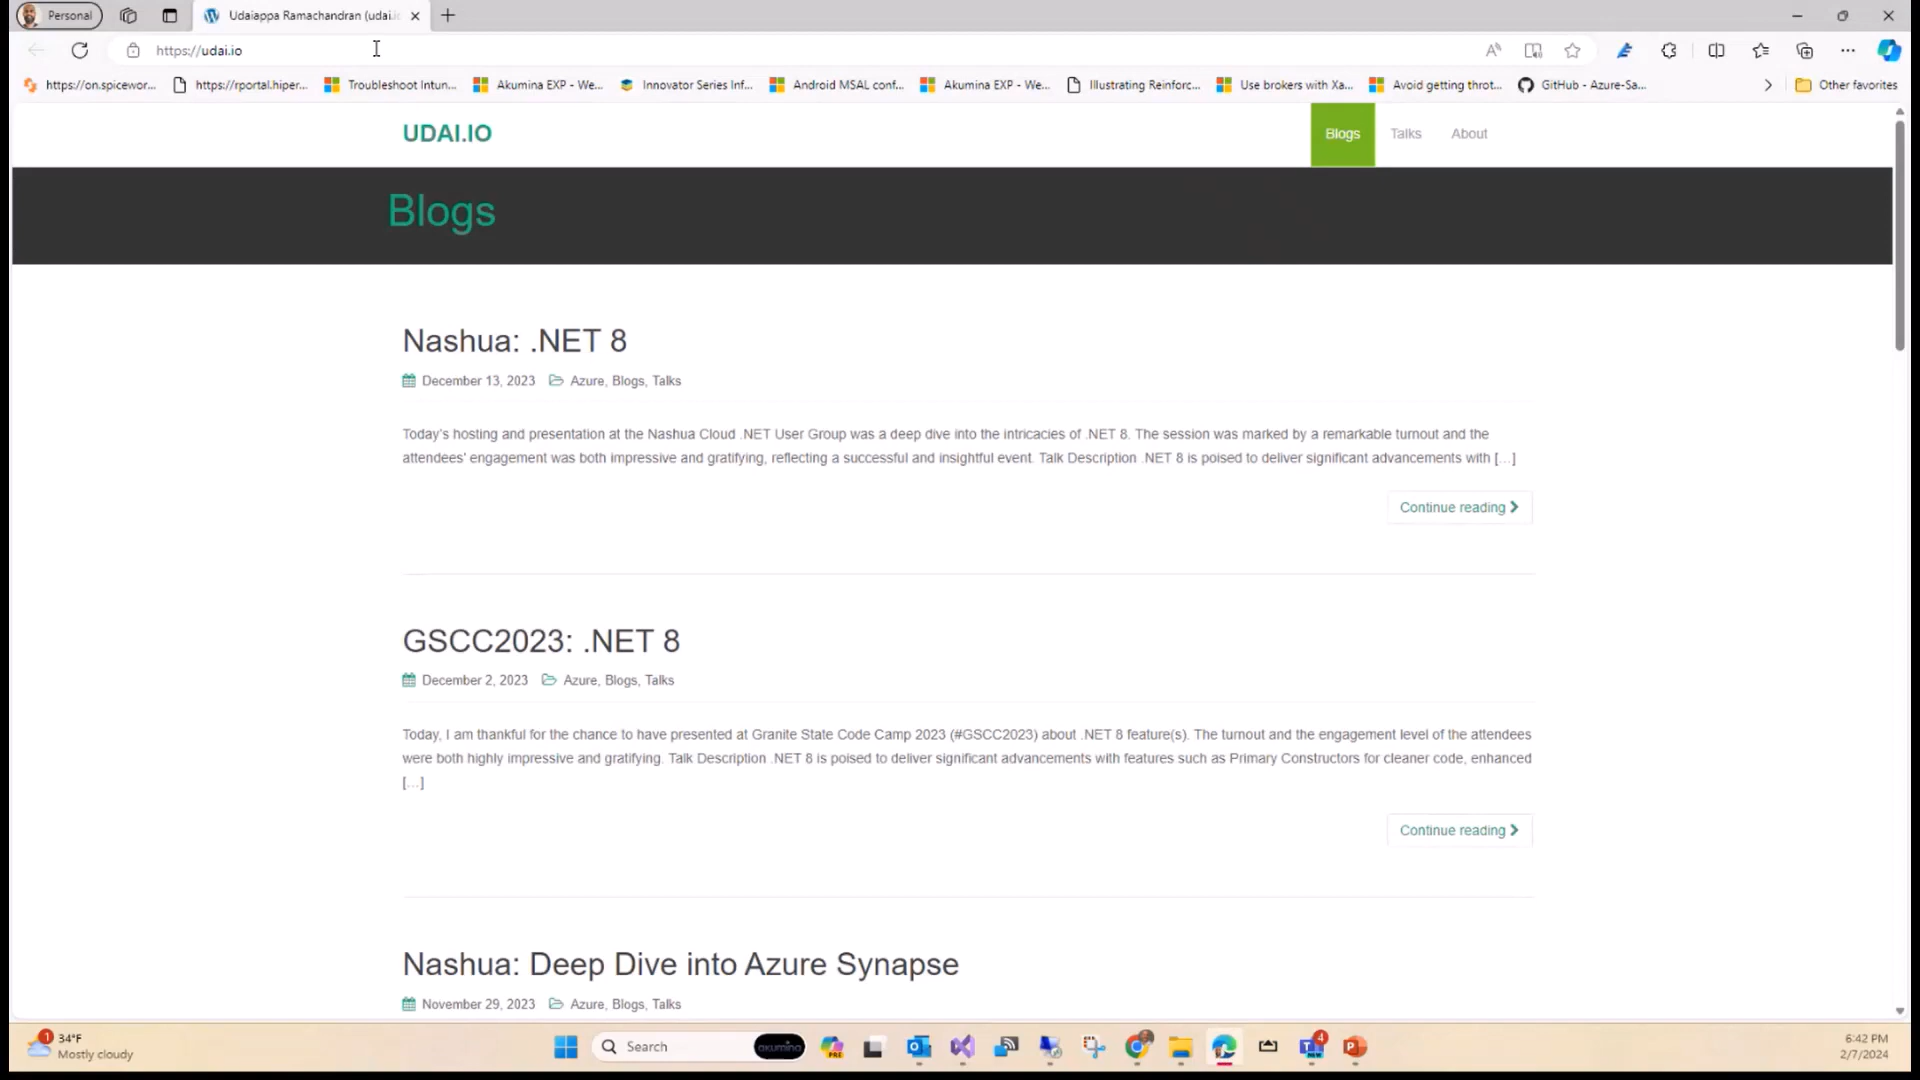 Personal
Udaiappa Ramachandran (udai.
https://udai.io
https://on.spicewor...
https://rportal.hiper...
Troubleshoot Intun...
Akumina EXP - We...
Innovator Series Inf...
Android MSAL conf...
Akumina EXP - We...
Illustrating Reinforc...
Use brokers with Xa...
Avoid getting throt...
GitHub - Azure-Sa...
Other favorites
UDAI.IO
Blogs
Talks
About
Blogs
Nashua: .NET 8
December 13, 2023 Azure, Blogs, Talks
Today's hosting and presentation at the Nashua Cloud .NET User Group was a deep dive into the intricacies of .NET 8. The session was marked by a remarkable turnout and the
attendees' engagement was both impressive and gratifying, reflecting a successful and insightful event. Talk Description .NET 8 is poised to deliver significant advancements with [...]
Continue reading
GSCC2023: .NET 8
December 2, 2023 Azure, Blogs, Talks
Today, I am thankful for the chance to have presented at Granite State Code Camp 2023 (#GSCC2023) about .NET 8 feature(s). The turnout and the engagement level of the attendees
were both highly impressive and gratifying. Talk Description .NET 8 is poised to deliver significant advancements with features such as Primary Constructors for cleaner code, enhanced
[...]
Continue reading
Nashua: Deep Dive into Azure Synapse
November 29, 2023 Azure, Blogs, Talks
1
34°F
Mostly cloudy
Search
akumina
PRE
4
6:42 PM
2/7/2024